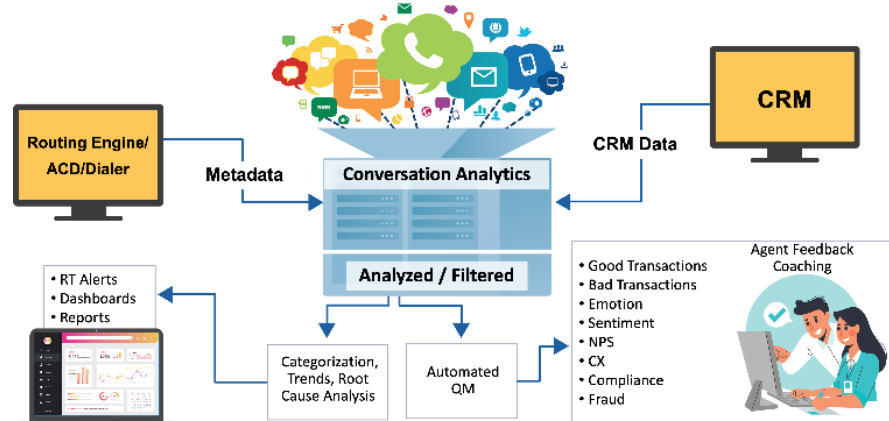 CRM
Routing Engine/
ACD/Dialer
CRM Data
Metadata
Conversation Analytics
Analyzed / Filtered
Agent Feedback
Coaching
• RT Alerts
• Dashboards
• Reports
• Good Transactions
• Bad Transactions
• Emotion
• Sentiment
• NPS
• CX
• Compliance
• Fraud
Categorization,
Trends, Root
Cause Analysis
Automated
QM